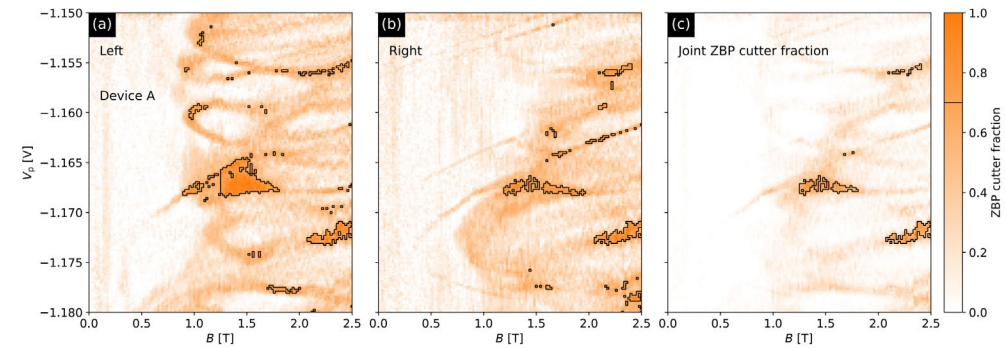 (a)
Left
Device A
(b)
Right
(c)
Joint ZBP cutter fraction
−1.150
−1.155
−1.160
−1.165
−1.170
−1.175
−1.180
Vp [V]
0.0 0.5 1.0 1.5 2.0 2.5
B [T]
0.0 0.5 1.0 1.5 2.0 2.5
B [T]
0.0 0.5 1.0 1.5 2.0 2.5
B [T]
1.0
0.8
0.6
0.4
0.2
0.0
ZBP cutter fraction